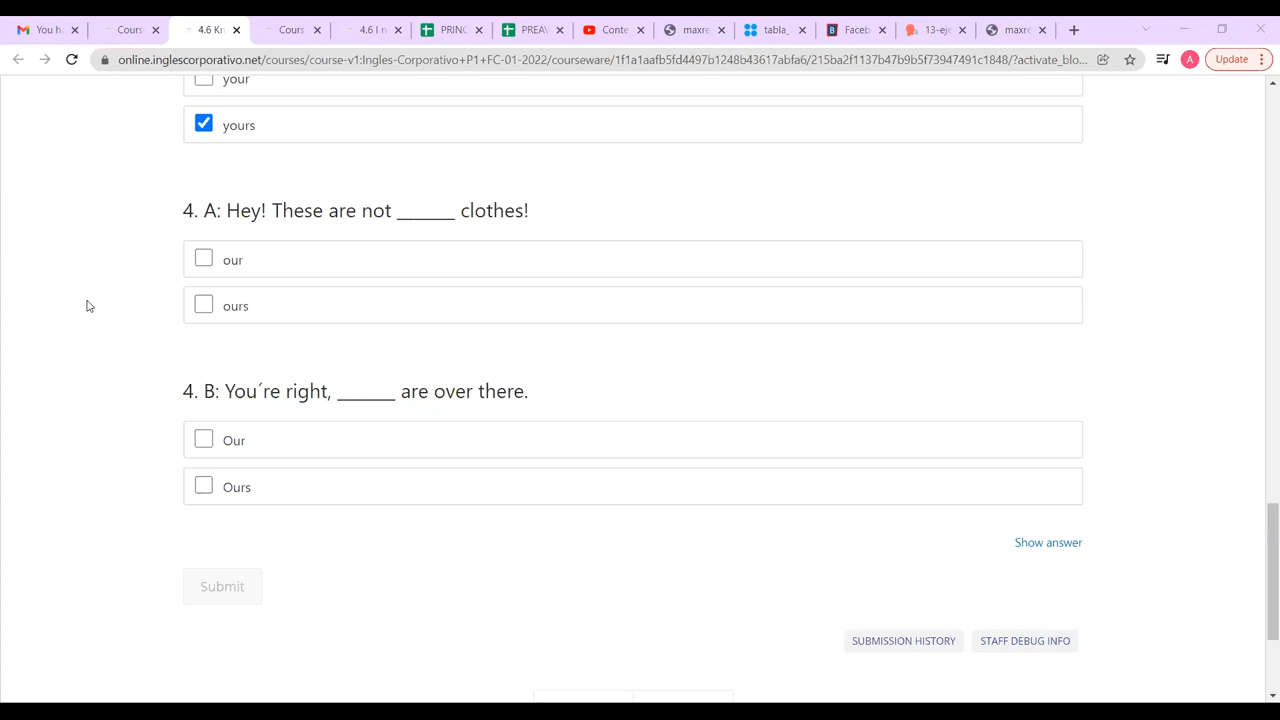 You h
Cours
4.6 Kr
Cours
4.6 I n
PRINC
PREAV
Conte
maxre
tabla_
Faceb
13-eje
maxre
online.inglescorporativo.net/courses/course-v1:Ingles-Corporativo+P1+FC-01-2022/courseware/1f1a1aafb5fd4497b1248b43617abfa6/215ba2f1137b47b9b5f73947491c1848/?activate_blo...
A
Update
your
yours
4. A: Hey! These are not _______ clothes!
our
ours
4. B: You´re right, _______ are over there.
Our
Ours
Show answer
Submit
SUBMISSION HISTORY
STAFF DEBUG INFO